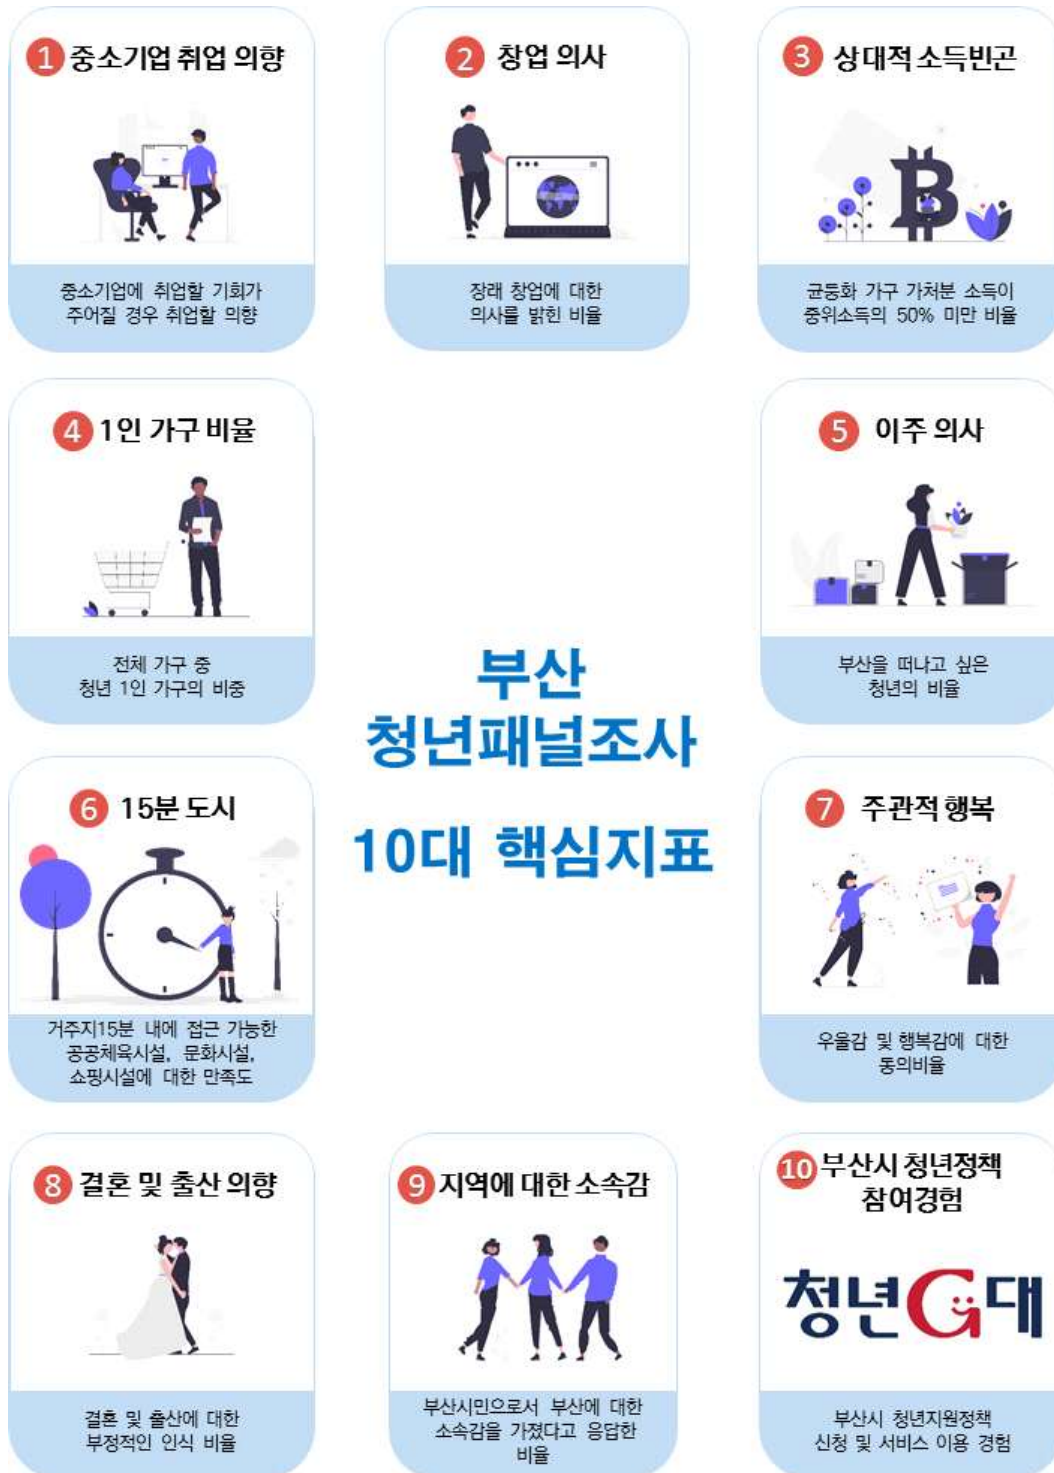 1 중소기업 취업 의향
중소기업에 취업할 기회가
주어질 경우 취업할 의향
2 창업 의사
장래 창업에 대한
의사를 밝힌 비율
3 상대적 소득빈곤
균등화 가구 가처분 소득이
중위소득의 50% 미만 비율
4 1인 가구 비율
전체 가구 중
청년 1인 가구의 비중
5 이주 의사
부산을 떠나고 싶은
청년의 비율
부산
청년패널조사
10대 핵심지표
6 15분 도시
거주지15분 내에 접근 가능한
공공체육시설, 문화시설,
쇼핑시설에 대한 만족도
7 주관적 행복
우울감 및 행복감에 대한
동의비율
8 결혼 및 출산 의향
결혼 및 출산에 대한
부정적인 인식 비율
9 지역에 대한 소속감
부산시민으로서 부산에 대한
소속감을 가졌다고 응답한
비율
10 부산시 청년정책
참여경험
청년G대
부산시 청년지원정책
신청 및 서비스 이용 경험